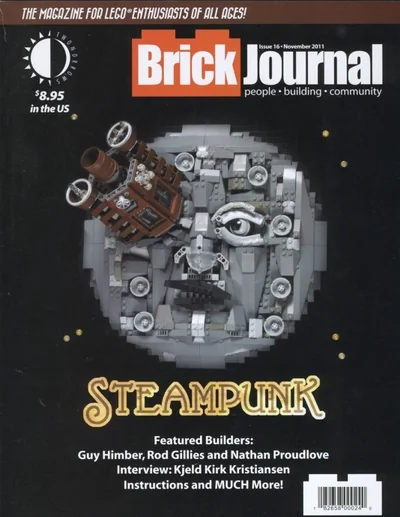 THE MAGAZINE FOR LEGO® ENTHUSIASTS OF ALL AGES!
TWOMORROWS
$8.95
in the US
Issue 16 • November 2011
BrickJournal
people • building • community
STEAMPUNK
Featured Builders:
Guy Himber, Rod Gillies and Nathan Proudlove
Interview: Kjeld Kirk Kristiansen
Instructions and MUCH More!